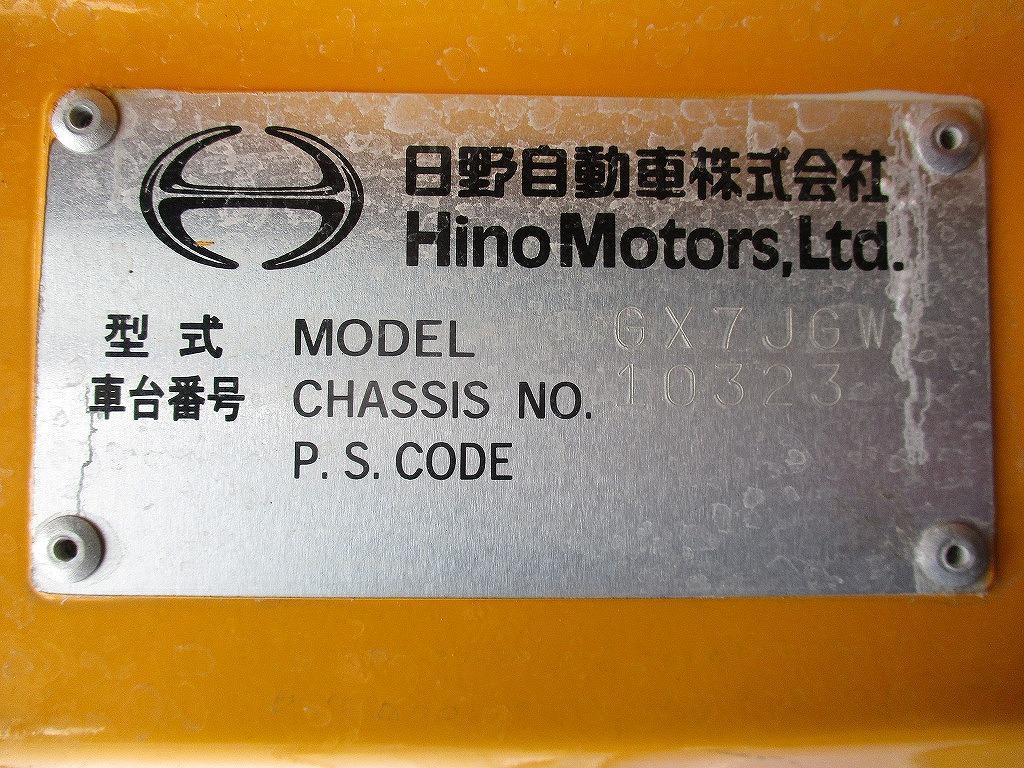 日野自動車株式会社
Hino Motors, Ltd.
型式 MODEL GX7JGW
車台番号 CHASSIS NO. 10323
P. S. CODE